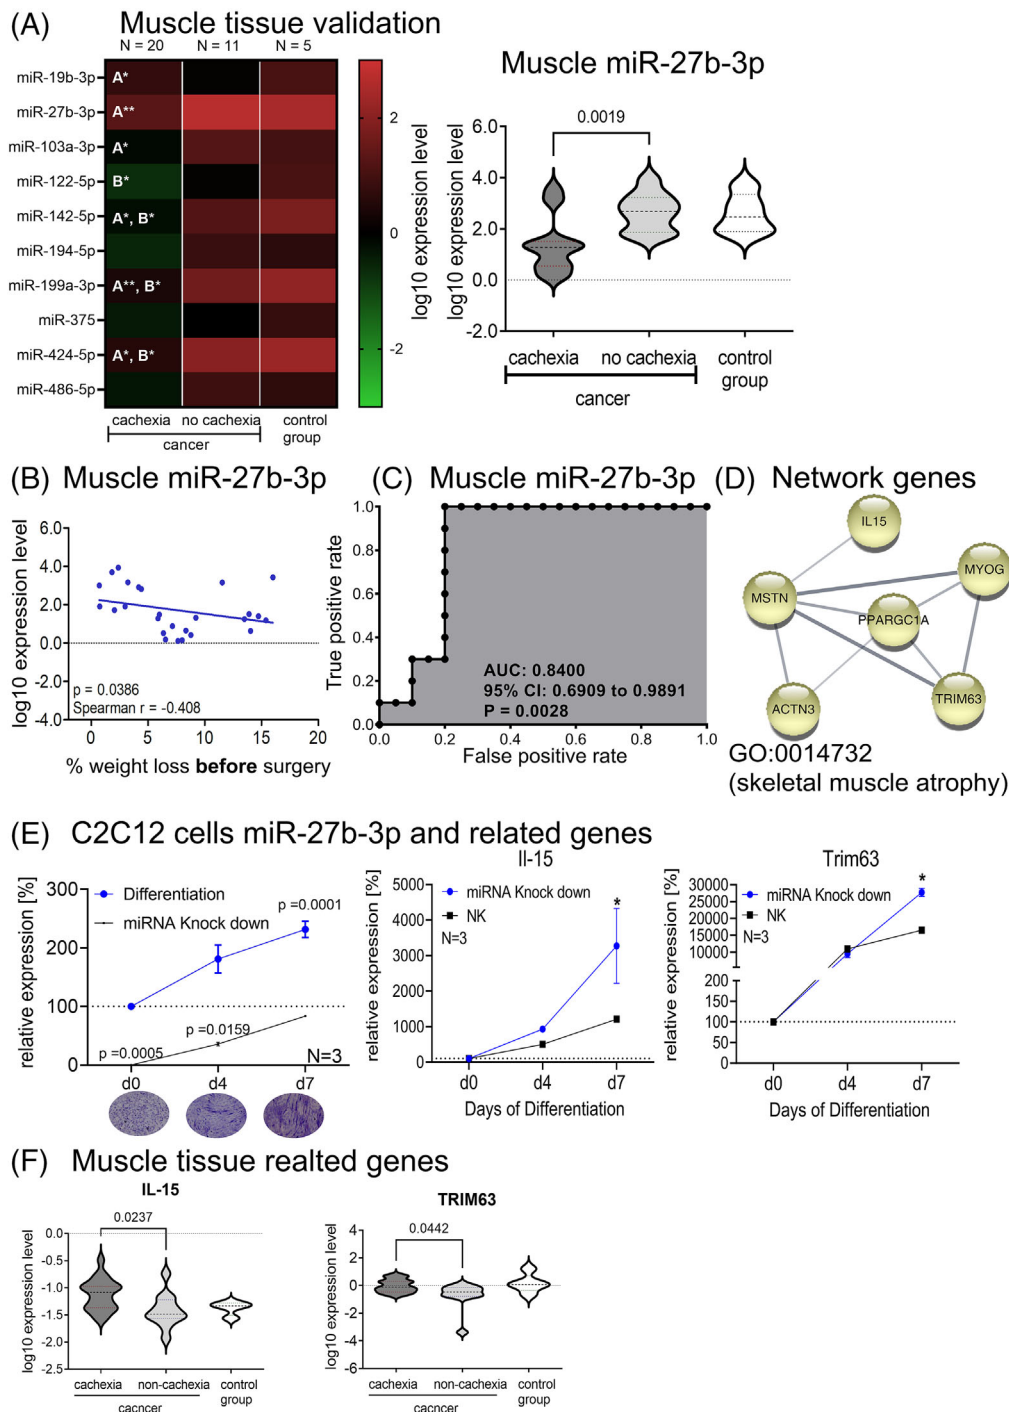 (A) Muscle tissue validation
N = 20 N = 11 N = 5
miR-19b-3p A*
miR-27b-3p A**
miR-103a-3p A*
miR-122-5p B*
miR-142-5p A*, B*
miR-194-5p
miR-199a-3p A**, B*
miR-375
miR-424-5p A*, B*
miR-486-5p
cachexia no cachexia control
group
cancer
2
0
-2
log10 expression level
Muscle miR-27b-3p
0.0019
6.0
4.0
2.0
0.0
-2.0
log10 expression level
cachexia no cachexia control
group
cancer
(B) Muscle miR-27b-3p
6.0
4.0
2.0
0.0
-2.0
-4.0
log10 expression level
p = 0.0386
Spearman r = -0.408
0 5 10 15 20
% weight loss before surgery
(C) Muscle miR-27b-3p
1.0
0.8
0.6
0.4
0.2
0.0
True positive rate
AUC: 0.8400
95% CI: 0.6909 to 0.9891
P = 0.0028
0.0 0.2 0.4 0.6 0.8 1.0
False positive rate
(D) Network genes
IL15
MYOG
MSTN
PPARGC1A
TRIM63
ACTN3
GO:0014732
(skeletal muscle atrophy)
(E) C2C12 cells miR-27b-3p and related genes
300
200
100
0
relative expression [%]
Differentiation
miRNA Knock down
p =0.0001
p =0.0159
p =0.0005
N=3
d0 d4 d7
Il-15
5000
4000
3000
2000
1000
0
relative expression [%]
miRNA Knock down
NK
N=3
*
d0 d4 d7
Days of Differentiation
Trim63
30000
25000
20000
15000
10000
200
150
100
50
0
relative expression [%]
miRNA Knock down
NK
N=3
*
d0 d4 d7
Days of Differentiation
(F) Muscle tissue realted genes
IL-15
0.0237
0.0
-0.5
-1.0
-1.5
-2.0
-2.5
log10 expression level
cachexia non-cachexia control
group
cacncer
TRIM63
0.0442
4
2
0
-2
-4
-6
log10 expression level
cachexia non-cachexia control
group
cacncer